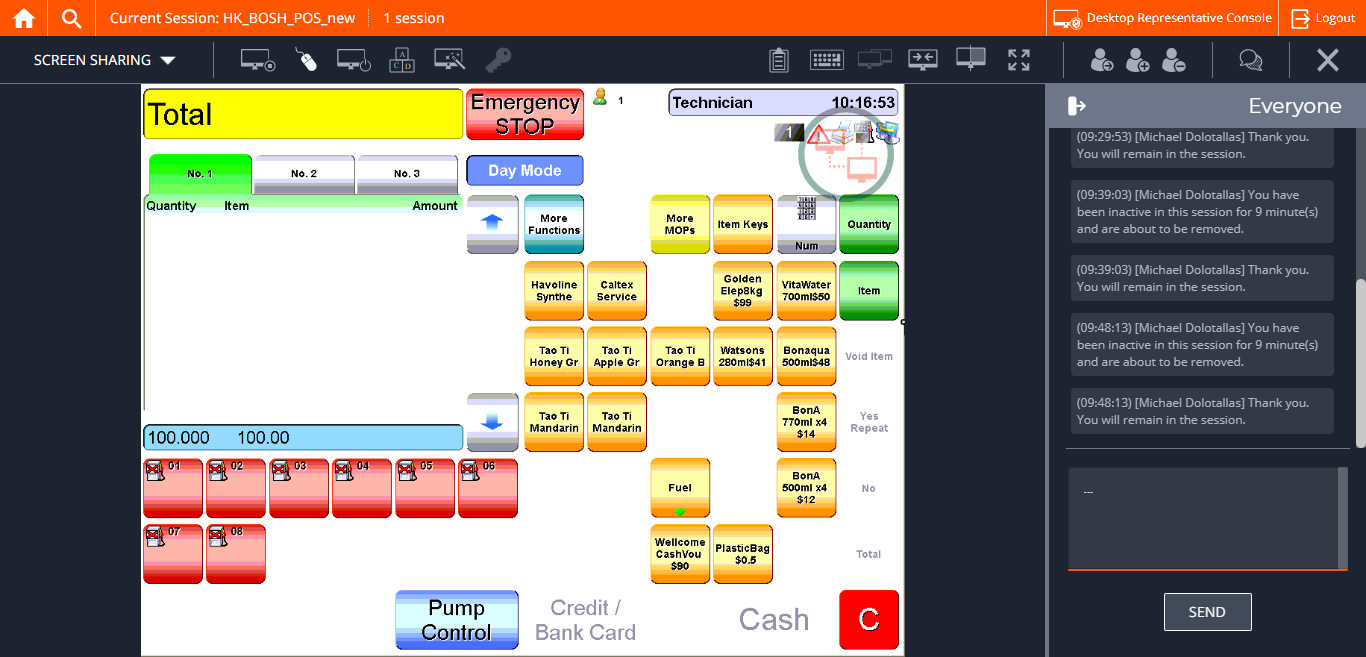 Current Session: HK_BOSH_POS_new
1 session
Desktop Representative Console
Logout
SCREEN SHARING
A
C D
Total
Emergency
STOP
1
Technician 10:16:53
1
No. 1
No. 2
No. 3
Day Mode
Quantity Item Amount
More
Functions
More
MOPs
Item Keys
Num
Quantity
Havoline
Synthe
Caltex
Service
Golden
Elep8kg
$99
VitaWater
700ml$50
Item
Tao Ti
Honey Gr
Tao Ti
Apple Gr
Tao Ti
Orange B
Watsons
280ml$41
Bonaqua
500ml$48
Void Item
Tao Ti
Mandarin
Tao Ti
Mandarin
BonA
770ml x4
$14
Yes
Repeat
100.000 100.00
01
02
03
04
05
06
Fuel
BonA
500ml x4
$12
No
07
08
Wellcome
CashVou
$90
PlasticBag
$0.5
Total
Pump
Control
Credit /
Bank Card
Cash
C
Everyone
(09:29:53) [Michael Dolotallas] Thank you.
You will remain in the session.
(09:39:03) [Michael Dolotallas] You have
been inactive in this session for 9 minute(s)
and are about to be removed.
(09:39:03) [Michael Dolotallas] Thank you.
You will remain in the session.
(09:48:13) [Michael Dolotallas] You have
been inactive in this session for 9 minute(s)
and are about to be removed.
(09:48:13) [Michael Dolotallas] Thank you.
You will remain in the session.
...
SEND